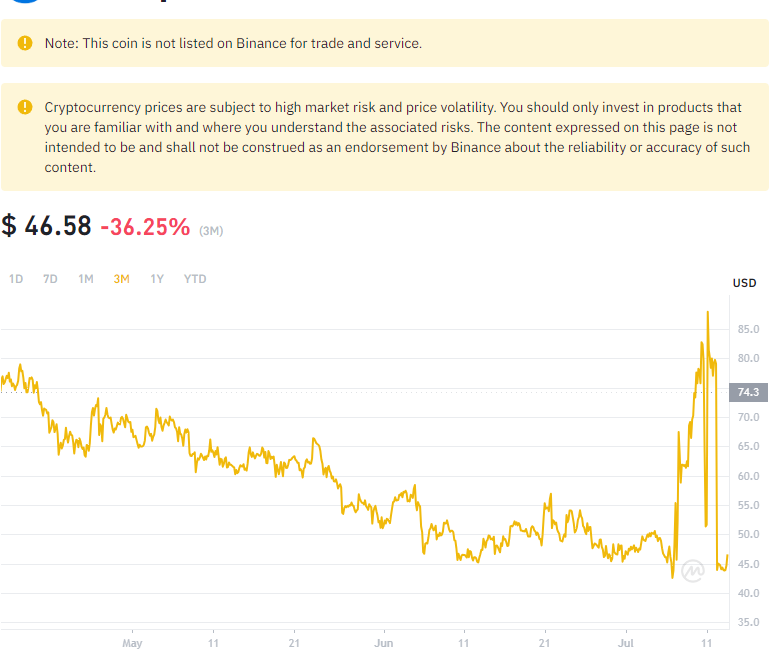 Note: This coin is not listed on Binance for trade and service.
Cryptocurrency prices are subject to high market risk and price volatility. You should only invest in products that
you are familiar with and where you understand the associated risks. The content expressed on this page is not
intended to be and shall not be construed as an endorsement by Binance about the reliability or accuracy of such
content.
$ 46.58 -36.25% (3M)
1D 7D 1M 3M 1Y YTD
USD
85.0
80.0
74.3
70.0
65.0
60.0
55.0
50.0
45.0
40.0
35.0
May 11 21 Jun 11 21 Jul 11